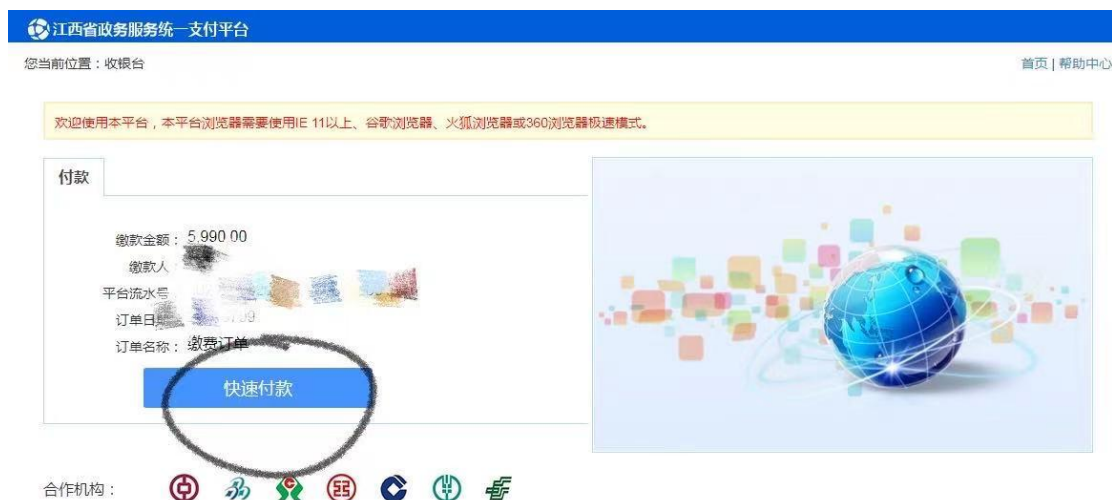 江西省政务服务统一支付平台
您当前位置：收银台
首页 | 帮助中心
欢迎使用本平台，本平台浏览器需要使用IE 11以上、谷歌浏览器、火狐浏览器或360浏览器极速模式。
付款
缴款金额： 5,990.00
缴款人
平台流水号
订单日
订单名称： 缴费订单
快速付款
合作机构：